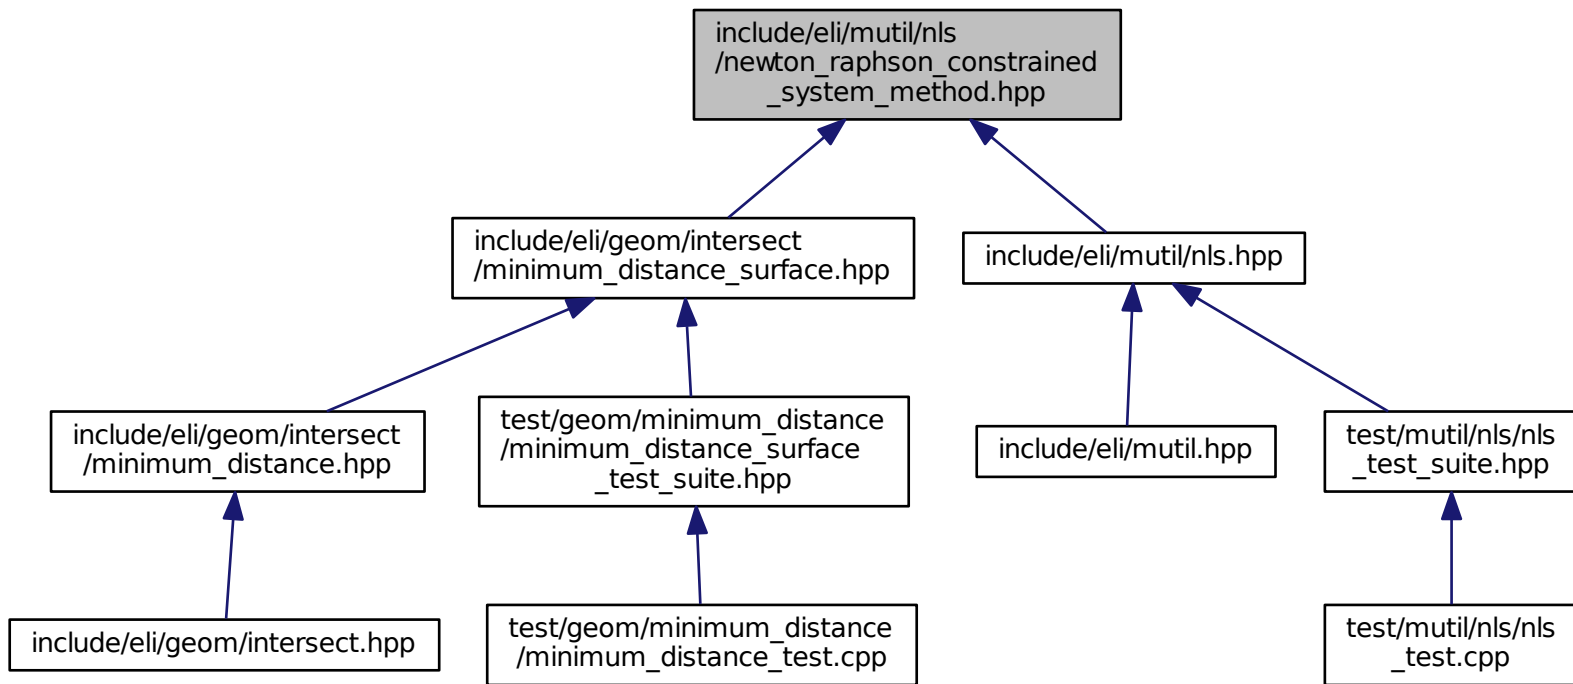 include/eli/mutil/nls
/newton_raphson_constrained
_system_method.hpp
include/eli/geom/intersect
/minimum_distance_surface.hpp
include/eli/mutil/nls.hpp
include/eli/geom/intersect
/minimum_distance.hpp
test/geom/minimum_distance
/minimum_distance_surface
_test_suite.hpp
include/eli/mutil.hpp
test/mutil/nls/nls
_test_suite.hpp
include/eli/geom/intersect.hpp
test/geom/minimum_distance
/minimum_distance_test.cpp
test/mutil/nls/nls
_test.cpp